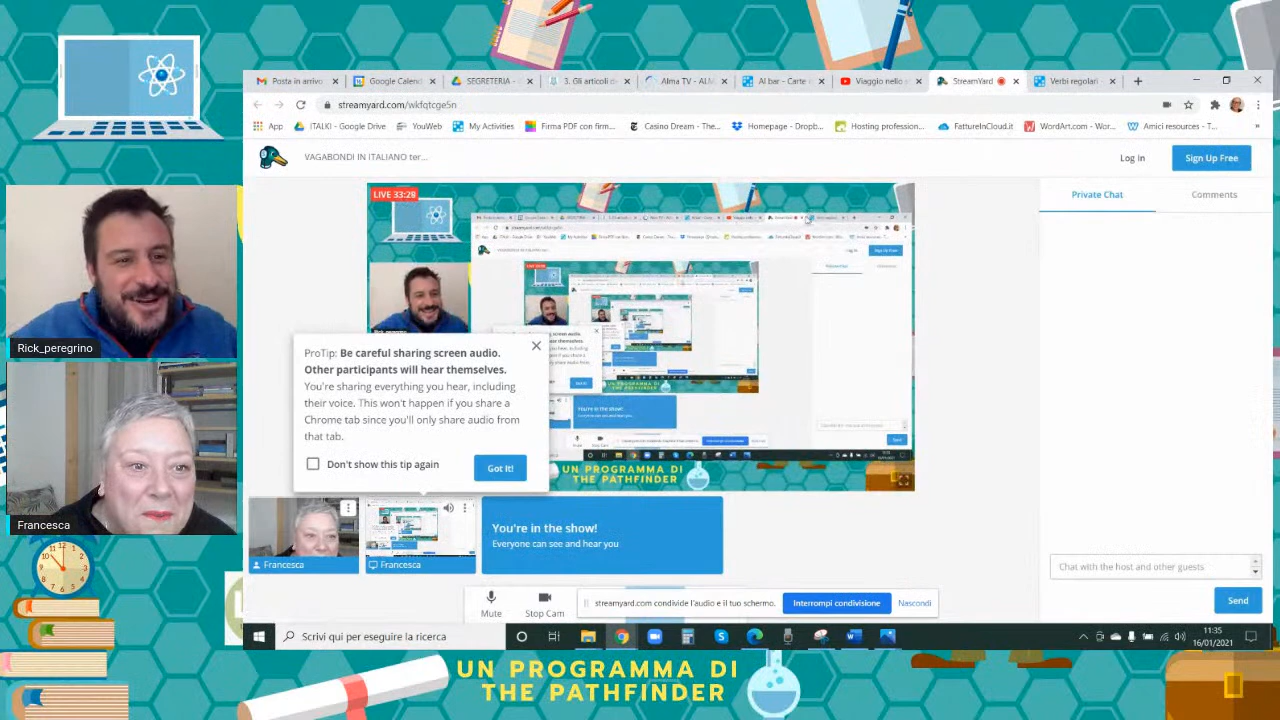 Posta in arrivo
Google Calend
SEGRETERIA -
3. Gli articoli d
Alma TV - ALM
Al bar - Carte d
Viaggio nello s
StreamYard
Verbi regolari -
streamyard.com/wkfqtcge5n
App
ITALKI - Google Drive
YouWeb
My Activities
Firma PDF con firm...
Casino Dream - The...
Homepage - Dropb...
Hosting profession...
FattureInCloud.it
WordArt.com - Wor...
Amici resources - T...
VAGABONDI IN ITALIANO ter...
Log In
Sign Up Free
LIVE 33:28
Private Chat
Comments
Rick_peregrino
Francesca
ProTip: Be careful sharing screen audio.
Other participants will hear themselves.
You're sharing everything you hear, including
their voice. This won't happen if you share a
Chrome tab since you'll only share audio from
that tab.
Don't show this tip again
Got It!
You're in the show!
UN PROGRAMMA DI
THE PATHFINDER
Francesca
Francesca
You're in the show!
Everyone can see and hear you
Chat with the host and other guests
Send
Mute
Stop Cam
streamyard.com condivide l'audio e il tuo schermo.
Interrompi condivisione
Nascondi
Scrivi qui per eseguire la ricerca
11:35
16/01/2021
UN PROGRAMMA DI
THE PATHFINDER